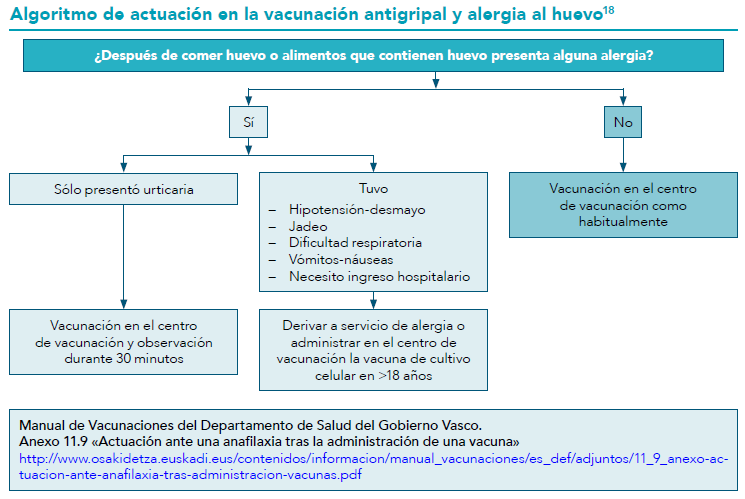 Algoritmo de actuación en la vacunación antigripal y alergia al huevo18
¿Después de comer huevo o alimentos que contienen huevo presenta alguna alergia?
Sí
No
Sólo presentó urticaria
Tuvo
– Hipotensión-desmayo
– Jadeo
– Dificultad respiratoria
– Vómitos-náuseas
– Necesito ingreso hospitalario
Vacunación en el centro
de vacunación como
habitualmente
Vacunación en el centro
de vacunación y observación
durante 30 minutos
Derivar a servicio de alergia o
administrar en el centro de
vacunación la vacuna de cultivo
celular en >18 años
Manual de Vacunaciones del Departamento de Salud del Gobierno Vasco.
Anexo 11.9 «Actuación ante una anafilaxia tras la administración de una vacuna»
http://www.osakidetza.euskadi.eus/contenidos/informacion/manual_vacunaciones/es_def/adjuntos/11_9_anexo-ac-
tuacion-ante-anafilaxia-tras-administracion-vacunas.pdf